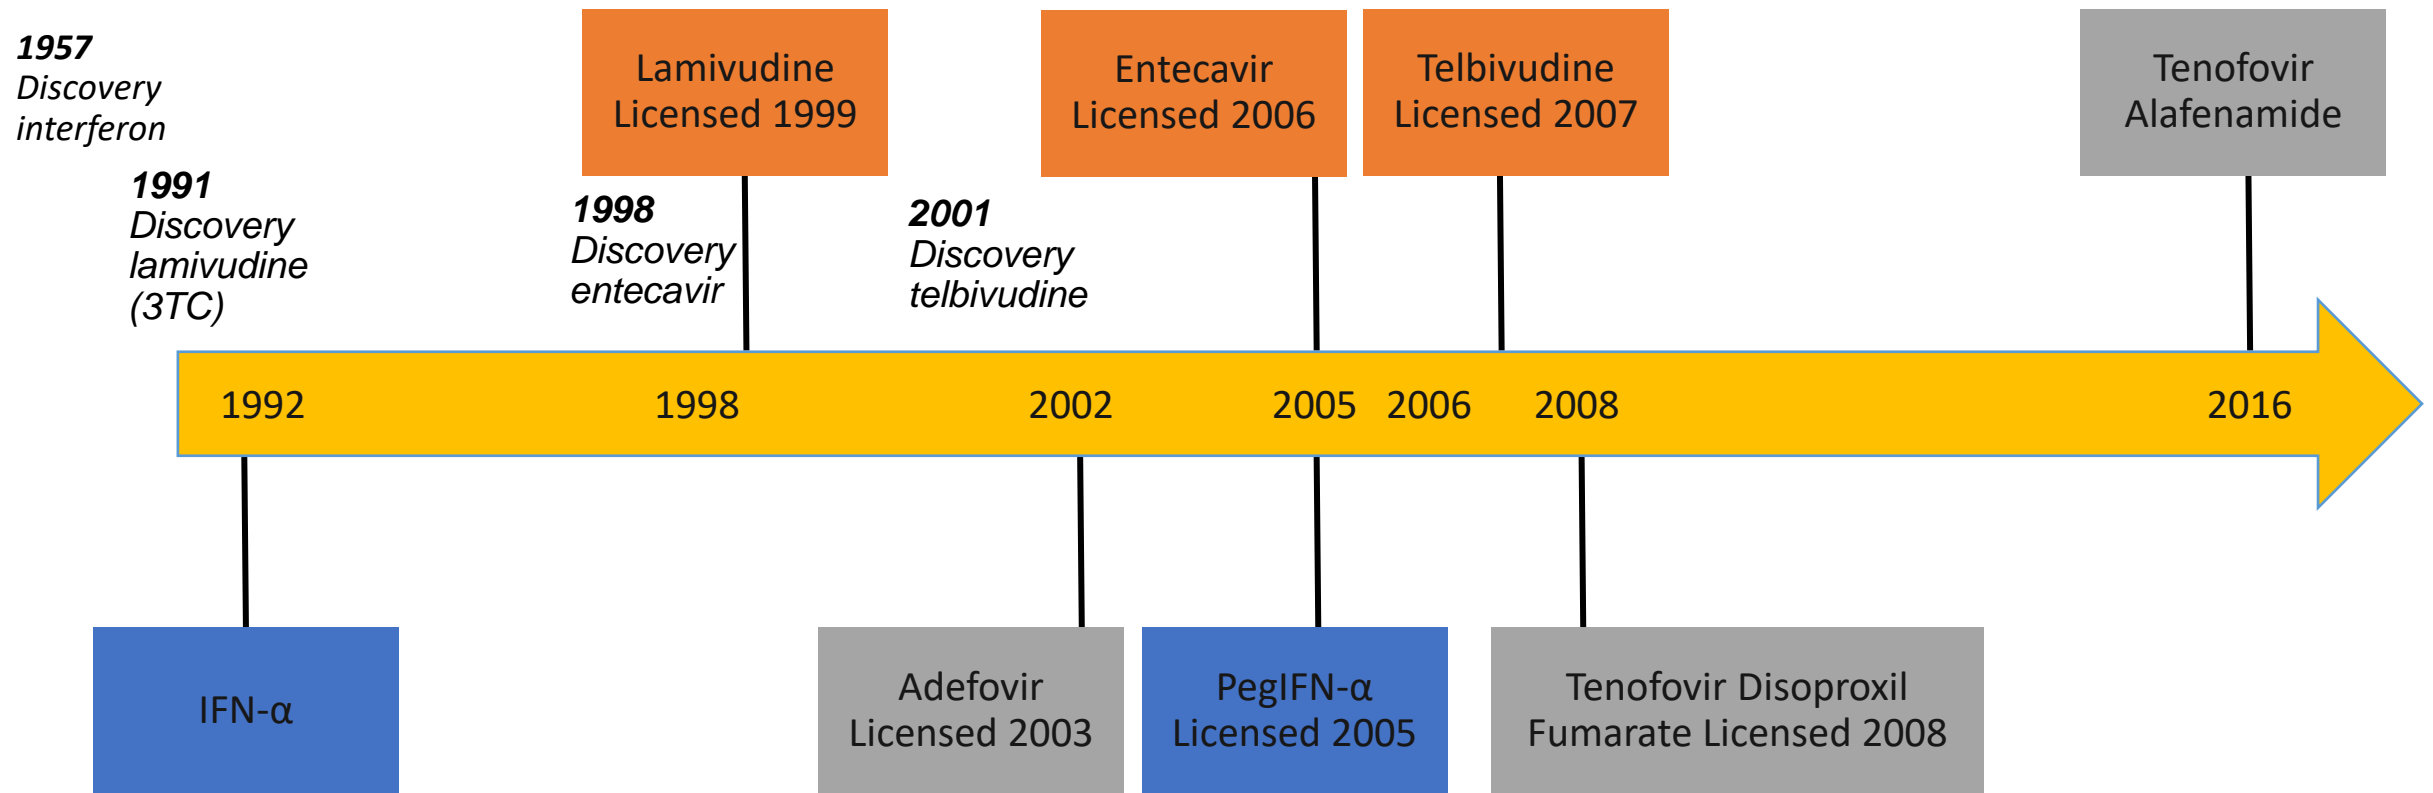 1957
Discovery
interferon
1991
Discovery
lamivudine
(3TC)
Lamivudine
Licensed 1999
1998
Discovery
entecavir
2001
Discovery
telbivudine
Entecavir
Licensed 2006
Telbivudine
Licensed 2007
Tenofovir
Alafenamide
1992
1998
2002
2005
2006
2008
2016
IFN-α
Adefovir
Licensed 2003
PegIFN-α
Licensed 2005
Tenofovir Disoproxil
Fumarate Licensed 2008